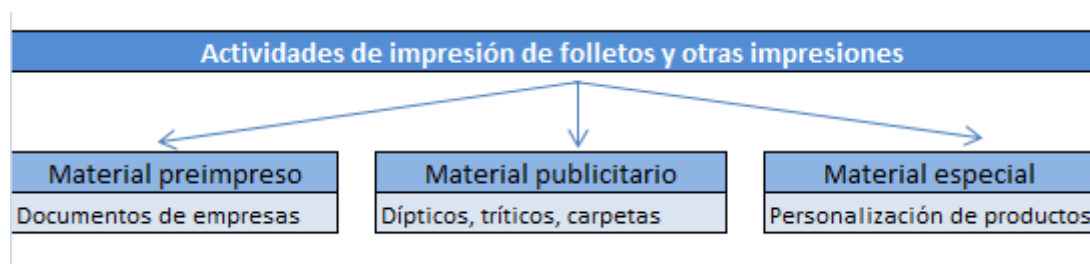 Actividades de impresión de folletos y otras impresiones
Material preimpreso
Documentos de empresas
Material publicitario
Dípticos, tríticos, carpetas
Material especial
Personalización de productos